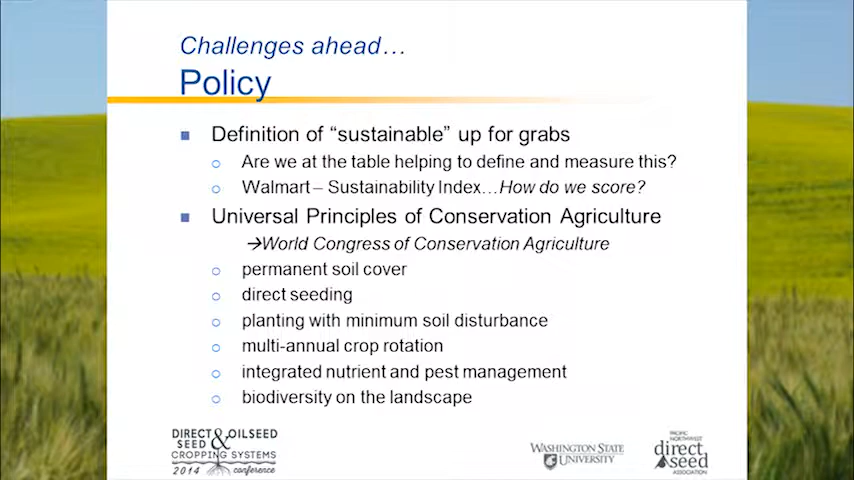 Challenges ahead…
Policy
Definition of “sustainable” up for grabs
Are we at the table helping to define and measure this?
Walmart – Sustainability Index…How do we score?
Universal Principles of Conservation Agriculture
→World Congress of Conservation Agriculture
permanent soil cover
direct seeding
planting with minimum soil disturbance
multi-annual crop rotation
integrated nutrient and pest management
biodiversity on the landscape
DIRECT & OILSEED
SEED
CROPPING SYSTEMS
2014 conference
WASHINGTON STATE
UNIVERSITY
PACIFIC
NORTHWEST
direct
seed
ASSOCIATION